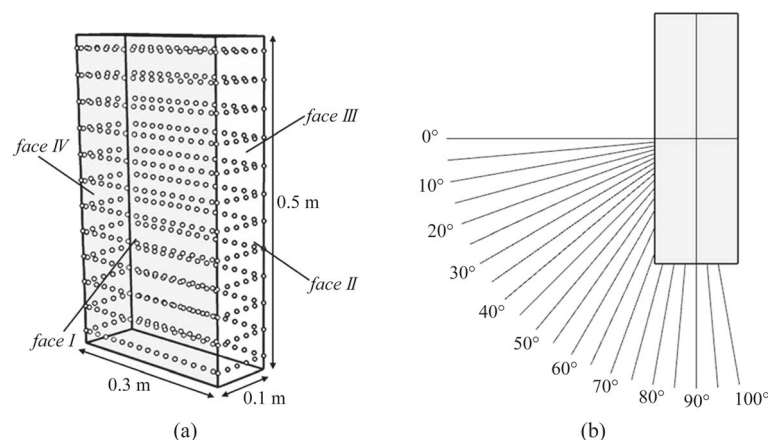 face III
face IV
0.5 m
face II
face I
0.3 m
0.1 m
(a)
0°
10°
20°
30°
40°
50°
60°
70°
80°
90°
100°
(b)